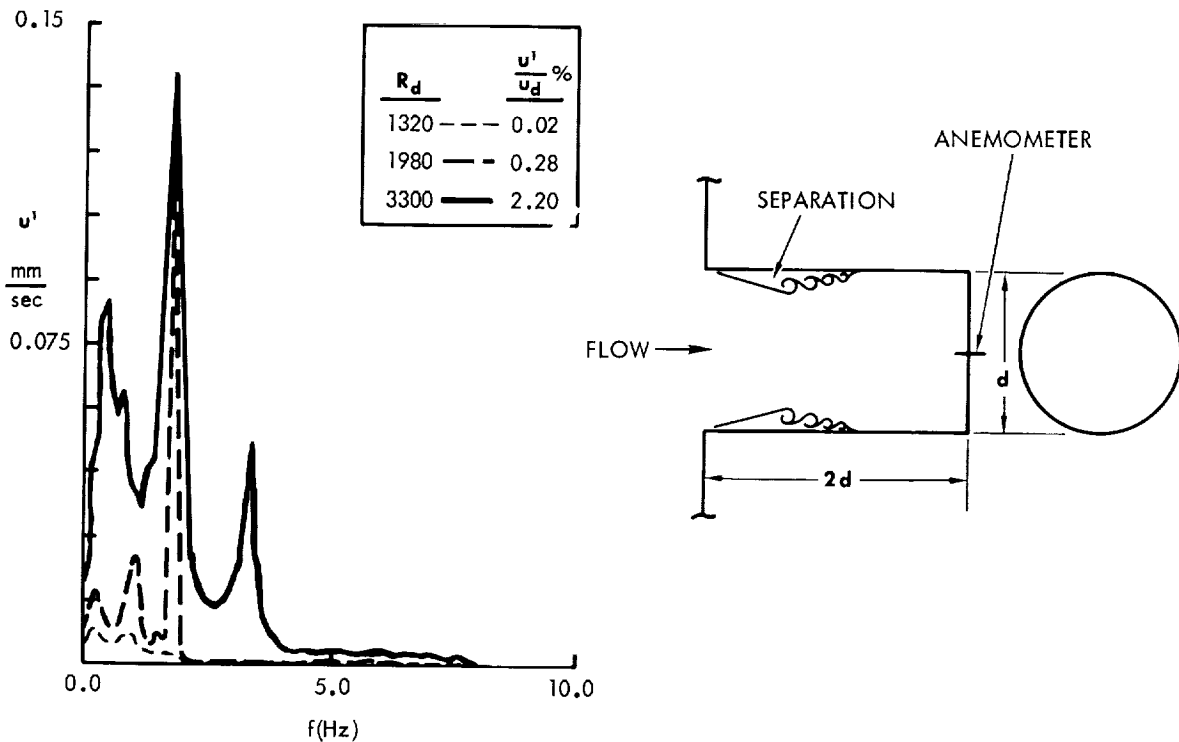 0.15
u'
mm
sec
0.075
0.0
5.0
10.0
f(Hz)
R_d u'/u_d %
1320 0.02
1980 0.28
3300 2.20
ANEMOMETER
SEPARATION
FLOW
d
2d